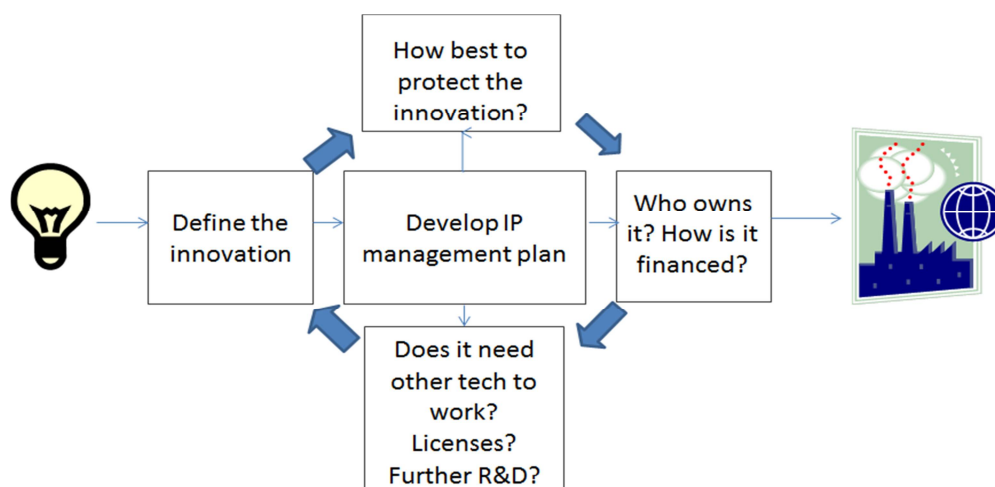 How best to
protect the
innovation?
Define the
innovation
Develop IP
management plan
Who owns
it? How is it
financed?
Does it need
other tech to
work?
Licenses?
Further R&D?